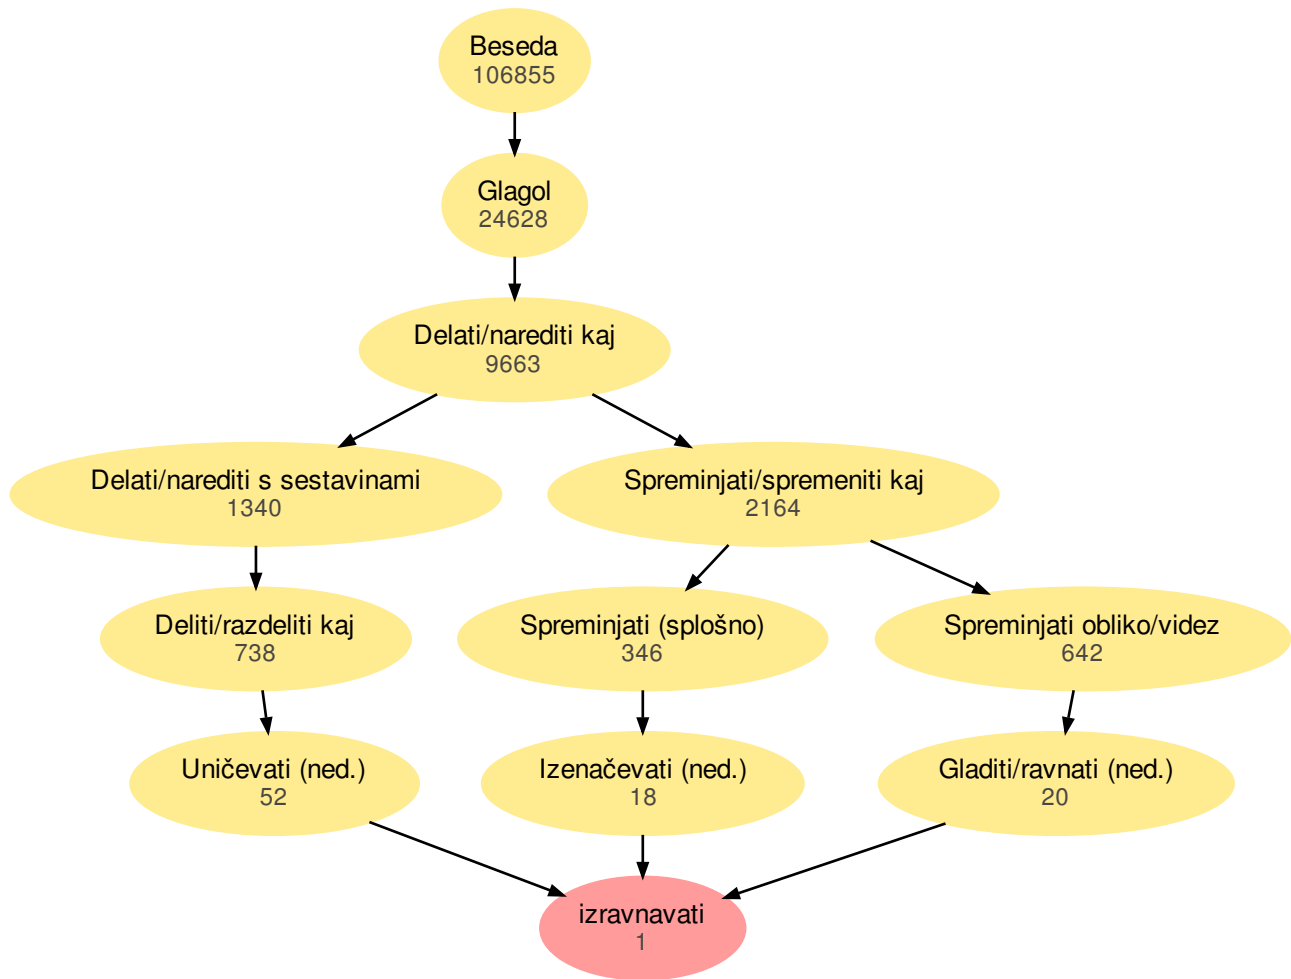 Beseda
106855
Glagol
24628
Delati/narediti kaj
9663
Delati/narediti s sestavinami
1340
Spreminjati/spremeniti kaj
2164
Deliti/razdeliti kaj
738
Spreminjati (splošno)
346
Spreminjati obliko/videz
642
Uničevati (ned.)
52
Izenačevati (ned.)
18
Gladiti/ravnati (ned.)
20
izravnavati
1